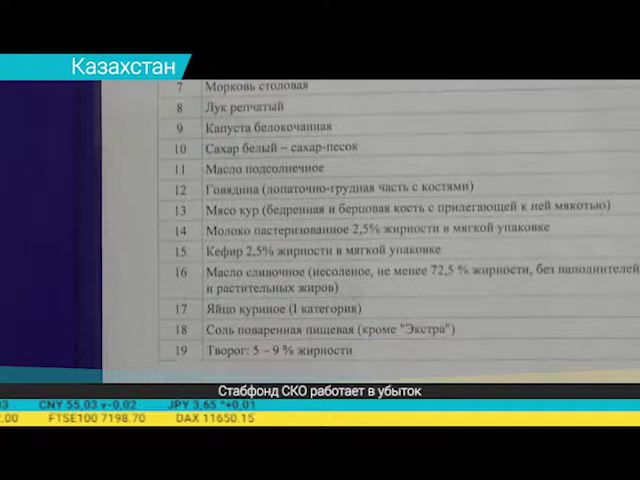 Казахстан
7 Морковь столовая
8 Лук репчатый
9 Капуста белокочанная
10 Сахар белый – сахар-песок
11 Масло подсолнечное
12 Говядина (лопаточно-грудная часть с костями)
13 Мясо кур (бедренная и берцовая кость с прилегающей к ней мякотью)
14 Молоко пастеризованное 2,5% жирности в мягкой упаковке
15 Кефир 2,5% жирности в мягкой упаковке
16 Масло сливочное (несоленое, не менее 72,5 % жирности, без наполнителей
и растительных жиров)
17 Яйцо куриное (I категория)
18 Соль поваренная пищевая (кроме "Экстра")
19 Творог: 5 – 9 % жирности
Стабфонд СКО работает в убыток
CNY 55,03 v-0,02 JPY 3,65 ^+0,01
FTSE100 7198.70 DAX 11650.15